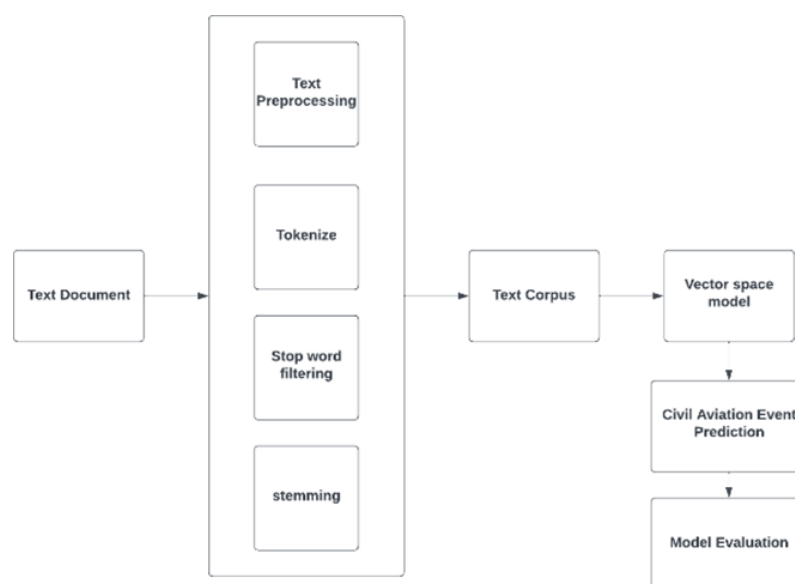 Text
Preprocessing
Tokenize
Text Document
Stop word
filtering
stemming
Text Corpus
Vector space
model
Civil Aviation Event
Prediction
Model Evaluation